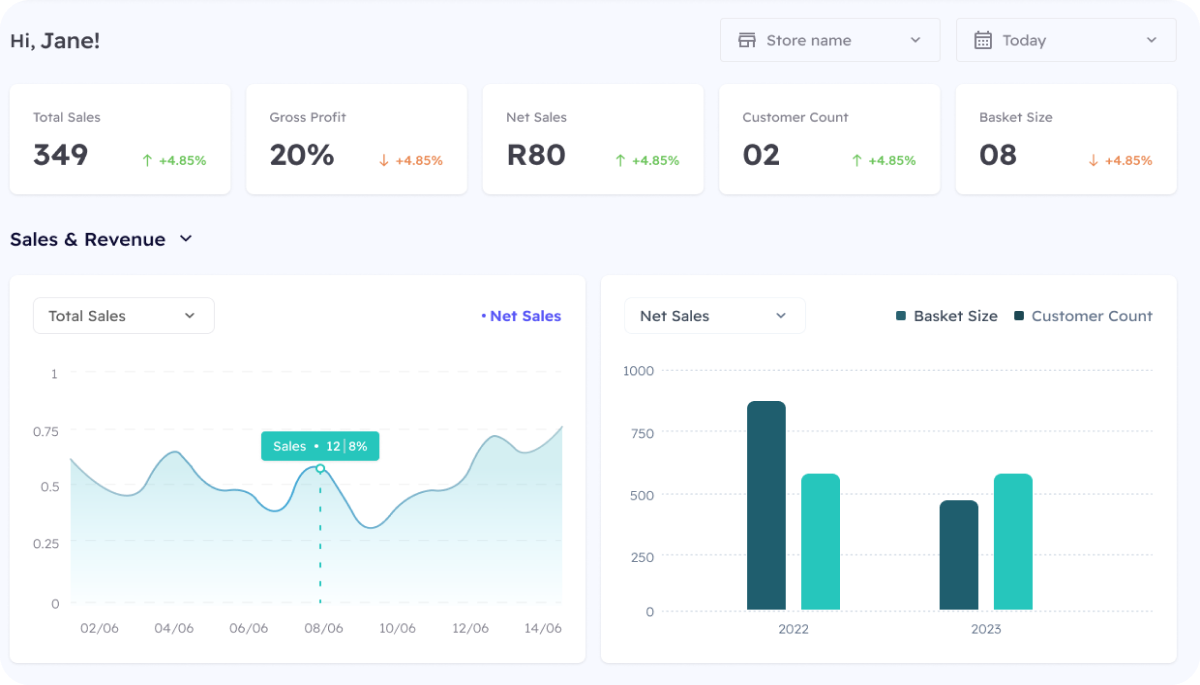 Hi, Jane!
Store name
Today
Total Sales
349
+4.85%
Gross Profit
20%
+4.85%
Net Sales
R80
+4.85%
Customer Count
02
+4.85%
Basket Size
08
+4.85%
Sales & Revenue
Total Sales
• Net Sales
1
0.75
0.5
0.25
0
Sales • 12|8%
02/06 04/06 06/06 08/06 10/06 12/06 14/06
Net Sales
Basket Size
Customer Count
1000
750
500
250
0
2022 2023